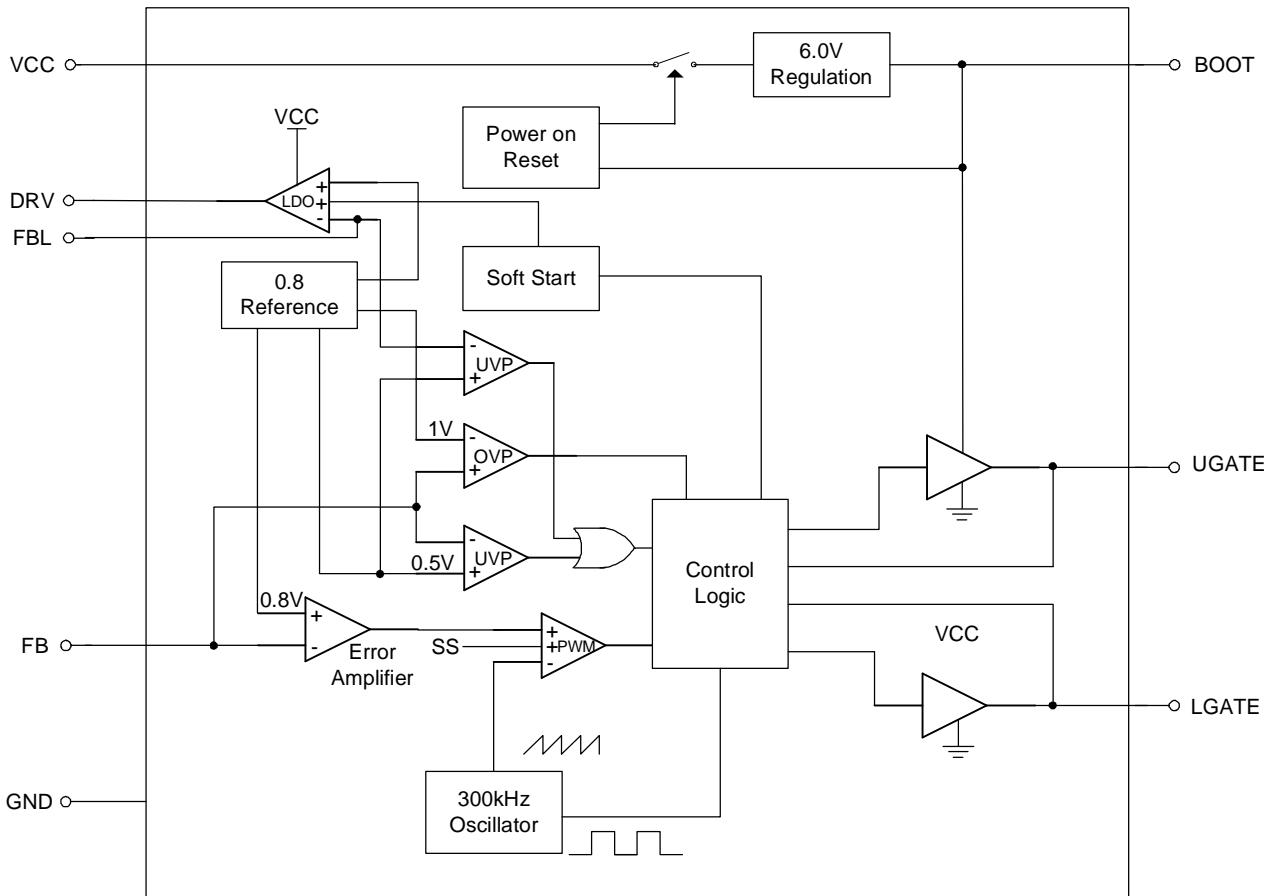 VCC
6.0V
Regulation
BOOT
VCC
Power on
Reset
DRV
+
LDO
+
-
FBL
Soft Start
0.8
Reference
-
UVP
+
1V
-
OVP
+
UGATE
-
UVP
0.5V
+
Control
Logic
0.8V
+
-
Error
Amplifier
FB
SS
+
+
PWM
-
VCC
LGATE
GND
300kHz
Oscillator